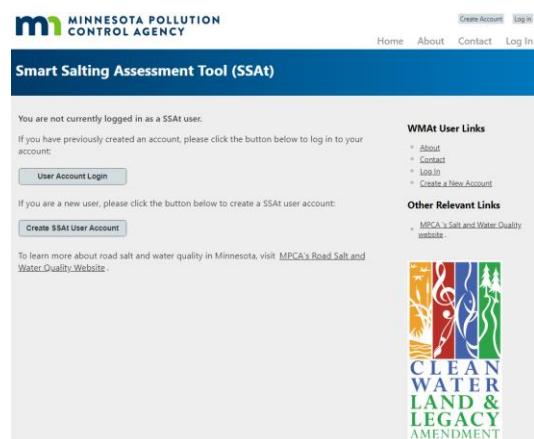 MINNESOTA POLLUTION
CONTROL AGENCY
Create Account Log in
Home About Contact Log In
Smart Salting Assessment Tool (SSAt)
You are not currently logged in as a SSAt user.
If you have previously created an account, please click the button below to log in to your
account:
User Account Login
If you are a new user, please click the button below to create a SSAt user account:
Create SSAt User Account
To learn more about road salt and water quality in Minnesota, visit MPCA's Road Salt and
Water Quality Website .
WMAt User Links
About
Contact
Log In
Create a New Account
Other Relevant Links
MPCA 's Salt and Water Quality
website .
CLEAN
WATER
LAND &
LEGACY
AMENDMENT